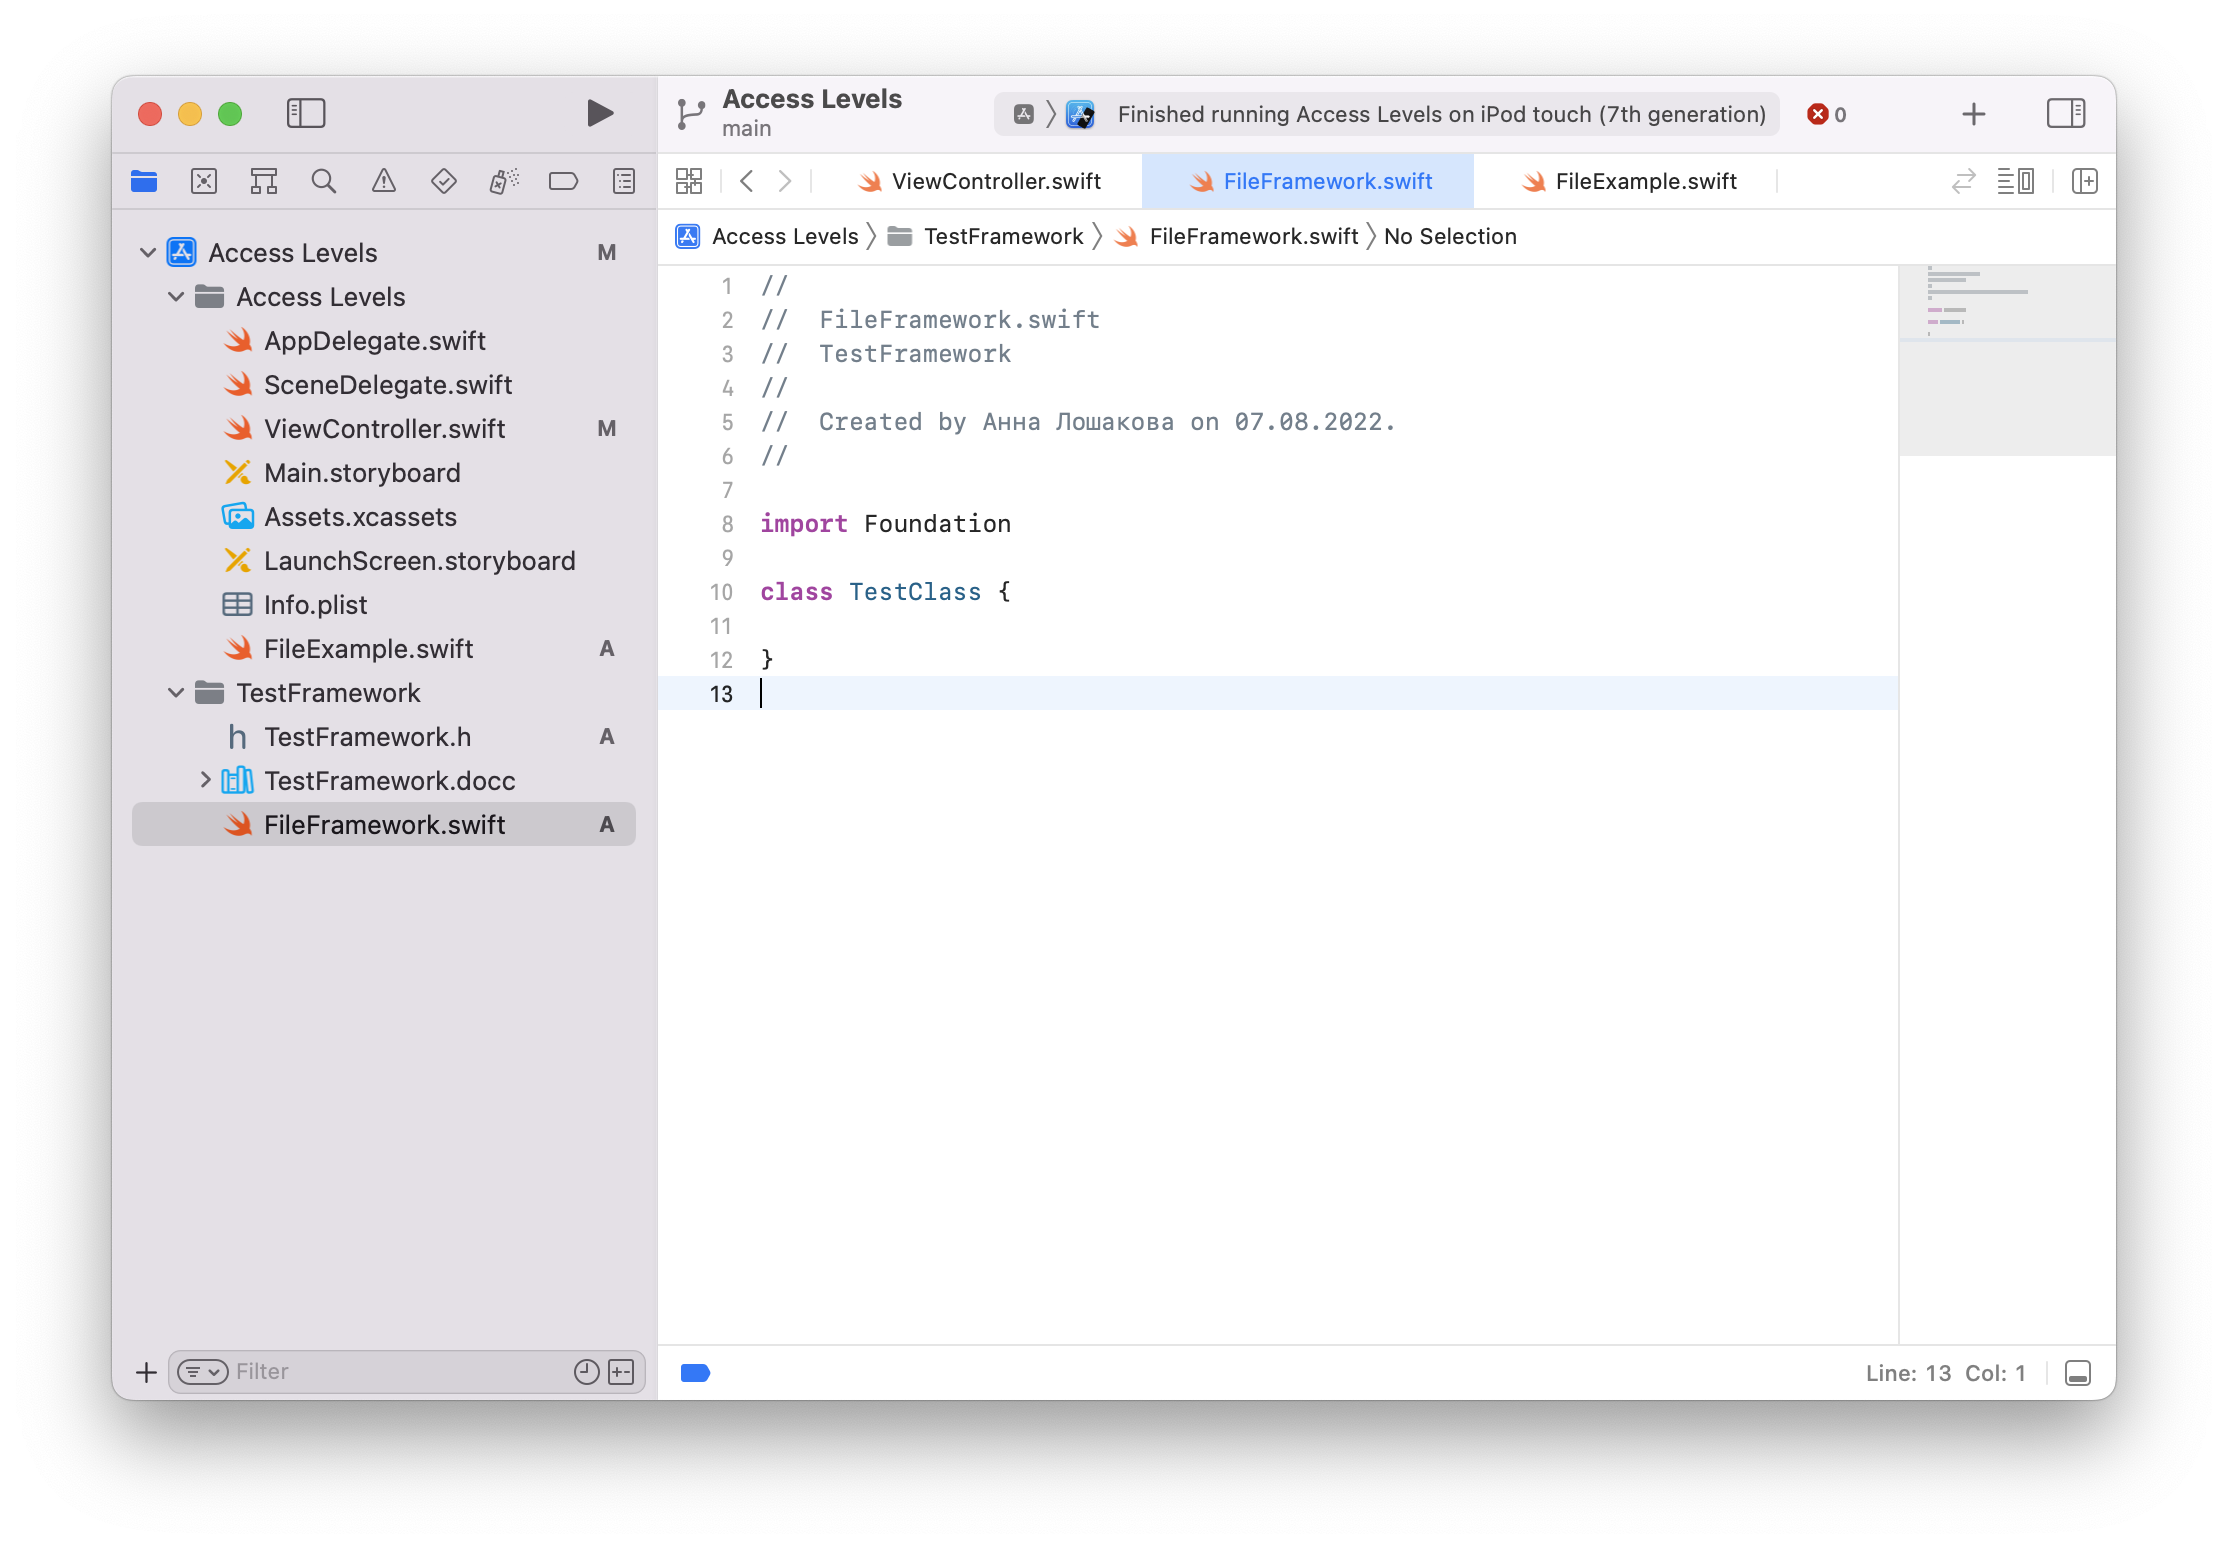 Access Levels
main
Finished running Access Levels on iPod touch (7th generation)
0
ViewController.swift
FileFramework.swift
FileExample.swift
Access Levels
TestFramework
FileFramework.swift
No Selection
Access Levels M
Access Levels
AppDelegate.swift
SceneDelegate.swift
ViewController.swift M
Main.storyboard
Assets.xcassets
LaunchScreen.storyboard
Info.plist
FileExample.swift A
TestFramework
h TestFramework.h A
TestFramework.docc
FileFramework.swift A
Filter
1 //
2 //  FileFramework.swift
3 //  TestFramework
4 //
5 //  Created by Анна Лошакова on 07.08.2022.
6 //
7
8 import Foundation
9
10 class TestClass {
11
12 }
13
Line: 13  Col: 1